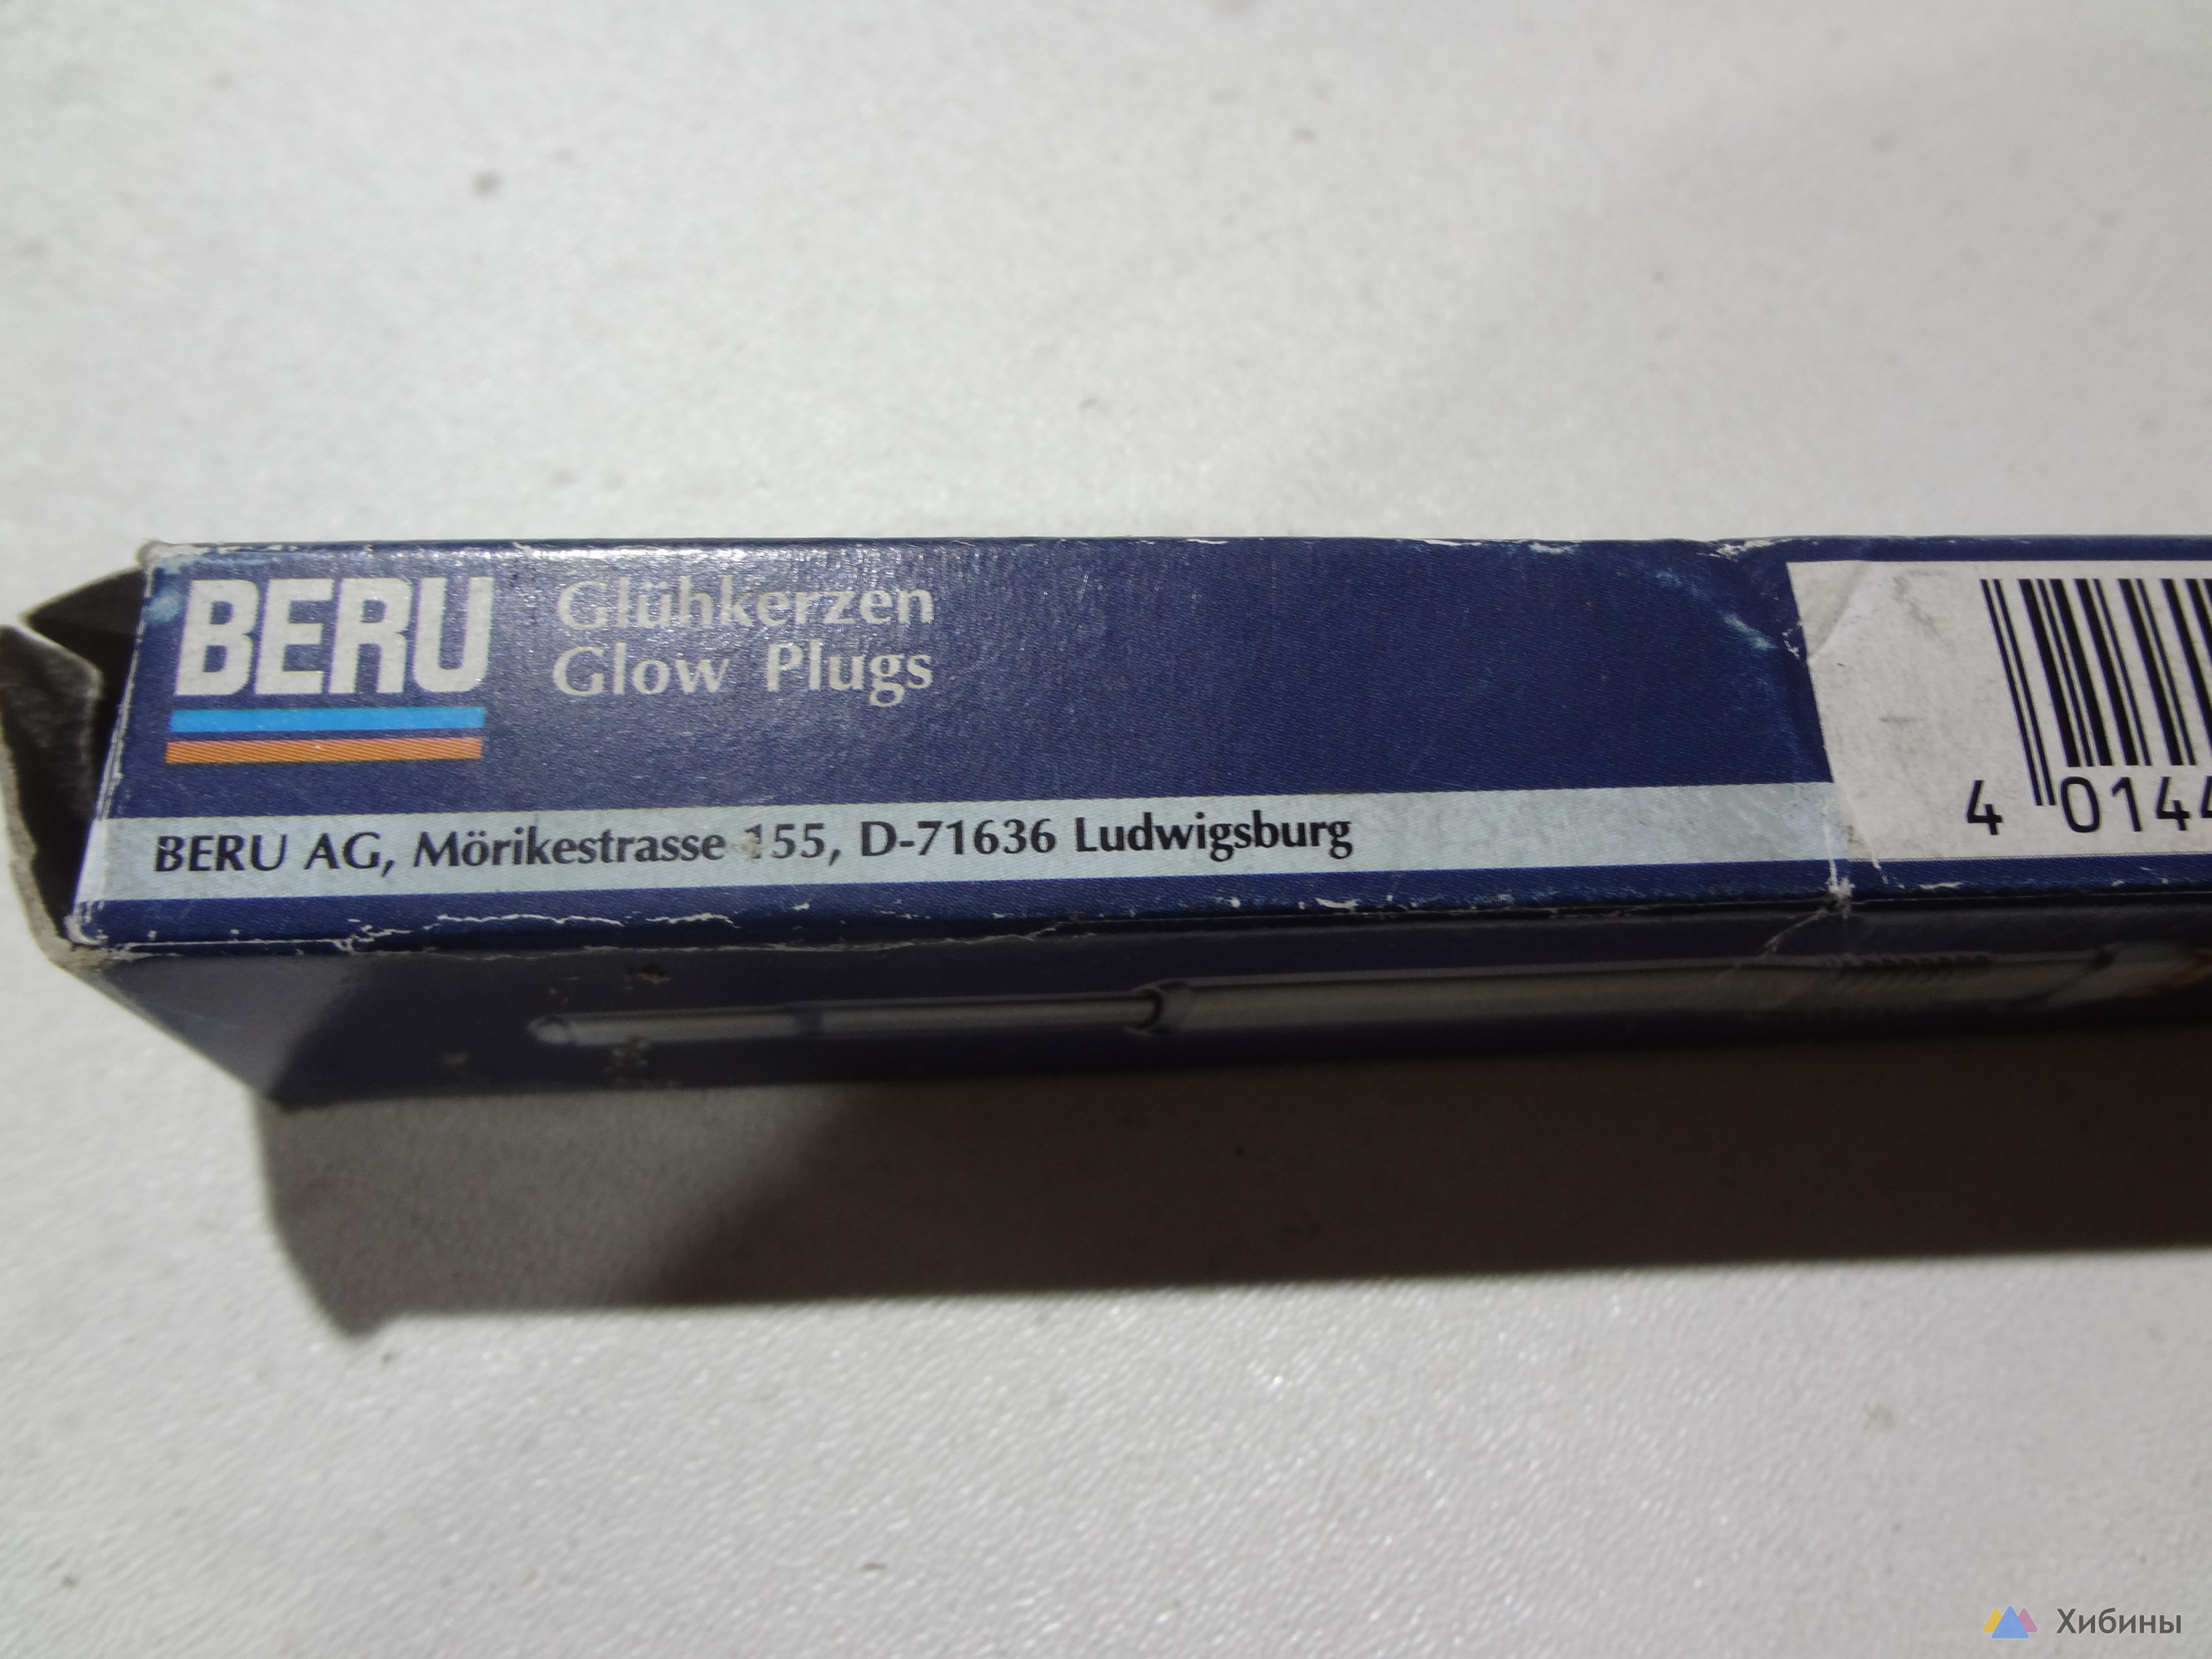 BERU
Glühkerzen
Glow Plugs
BERU AG, Mörikestrasse 155, D-71636 Ludwigsburg
4 0144
Хибины